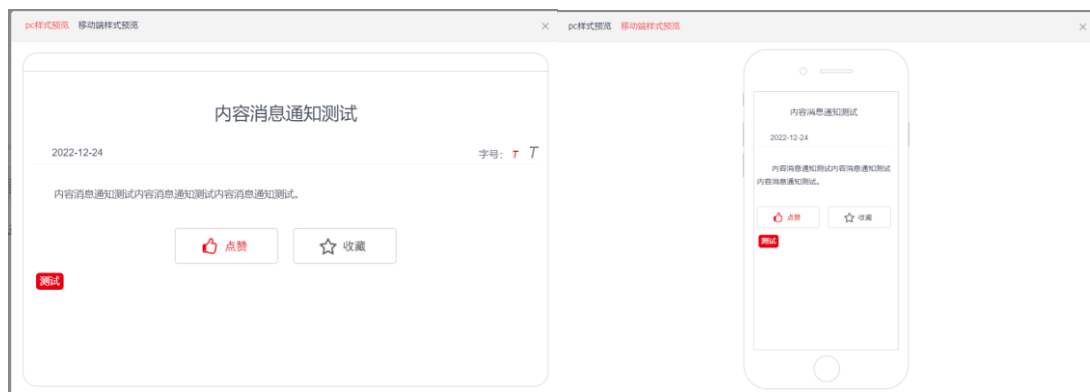 pc样式预览 移动端样式预览
内容消息通知测试
2022-12-24
字号: T T
内容消息通知测试内容消息通知测试内容消息通知测试。
点赞
收藏
测试
pc样式预览 移动端样式预览
内容消息通知测试
2022-12-24
内容消息通知测试内容消息通知测试
内容消息通知测试。
点赞
收藏
测试